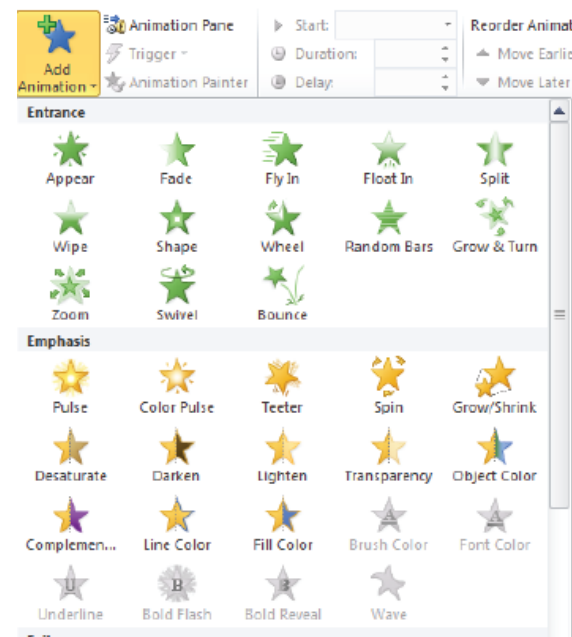 Animation Pane
Start:
Reorder Animat
Trigger
Duration:
Move Earlie
Add
Animation
Animation Painter
Delay:
Move Later
Entrance
Appear Fade Fly In Float In Split
Wipe Shape Wheel Random Bars Grow & Turn
Zoom Swivel Bounce
Emphasis
Pulse Color Pulse Teeter Spin Grow/Shrink
Desaturate Darken Lighten Transparency Object Color
Complemen... Line Color Fill Color Brush Color Font Color
Underline Bold Flash Bold Reveal Wave